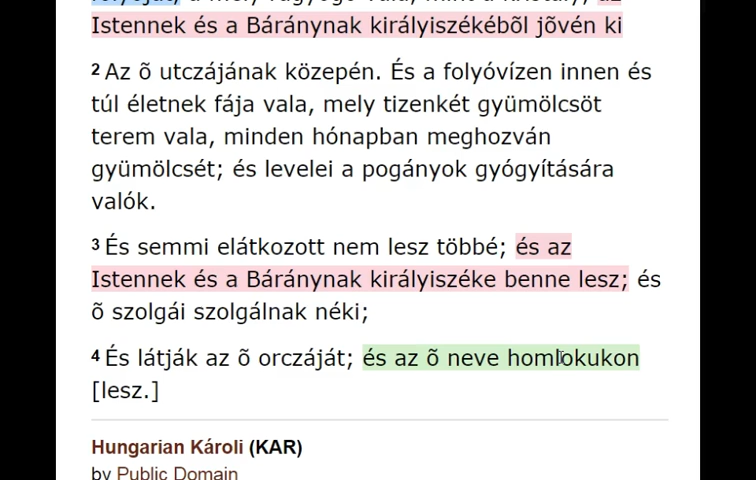 Istennek és a Báránynak királyiszékébõl jõvén ki
2 Az õ utczájának közepén. És a folyóvízen innen és
túl életnek fája vala, mely tizenkét gyümölcsöt
terem vala, minden hónapban meghozván
gyümölcsét; és levelei a pogányok gyógyítására
valók.
3 És semmi elátkozott nem lesz többé; és az
Istennek és a Báránynak királyiszéke benne lesz; és
õ szolgái szolgálnak néki;
4 És látják az õ orczáját; és az õ neve homlokukon
[lesz.]
Hungarian Károli (KAR)
by Public Domain